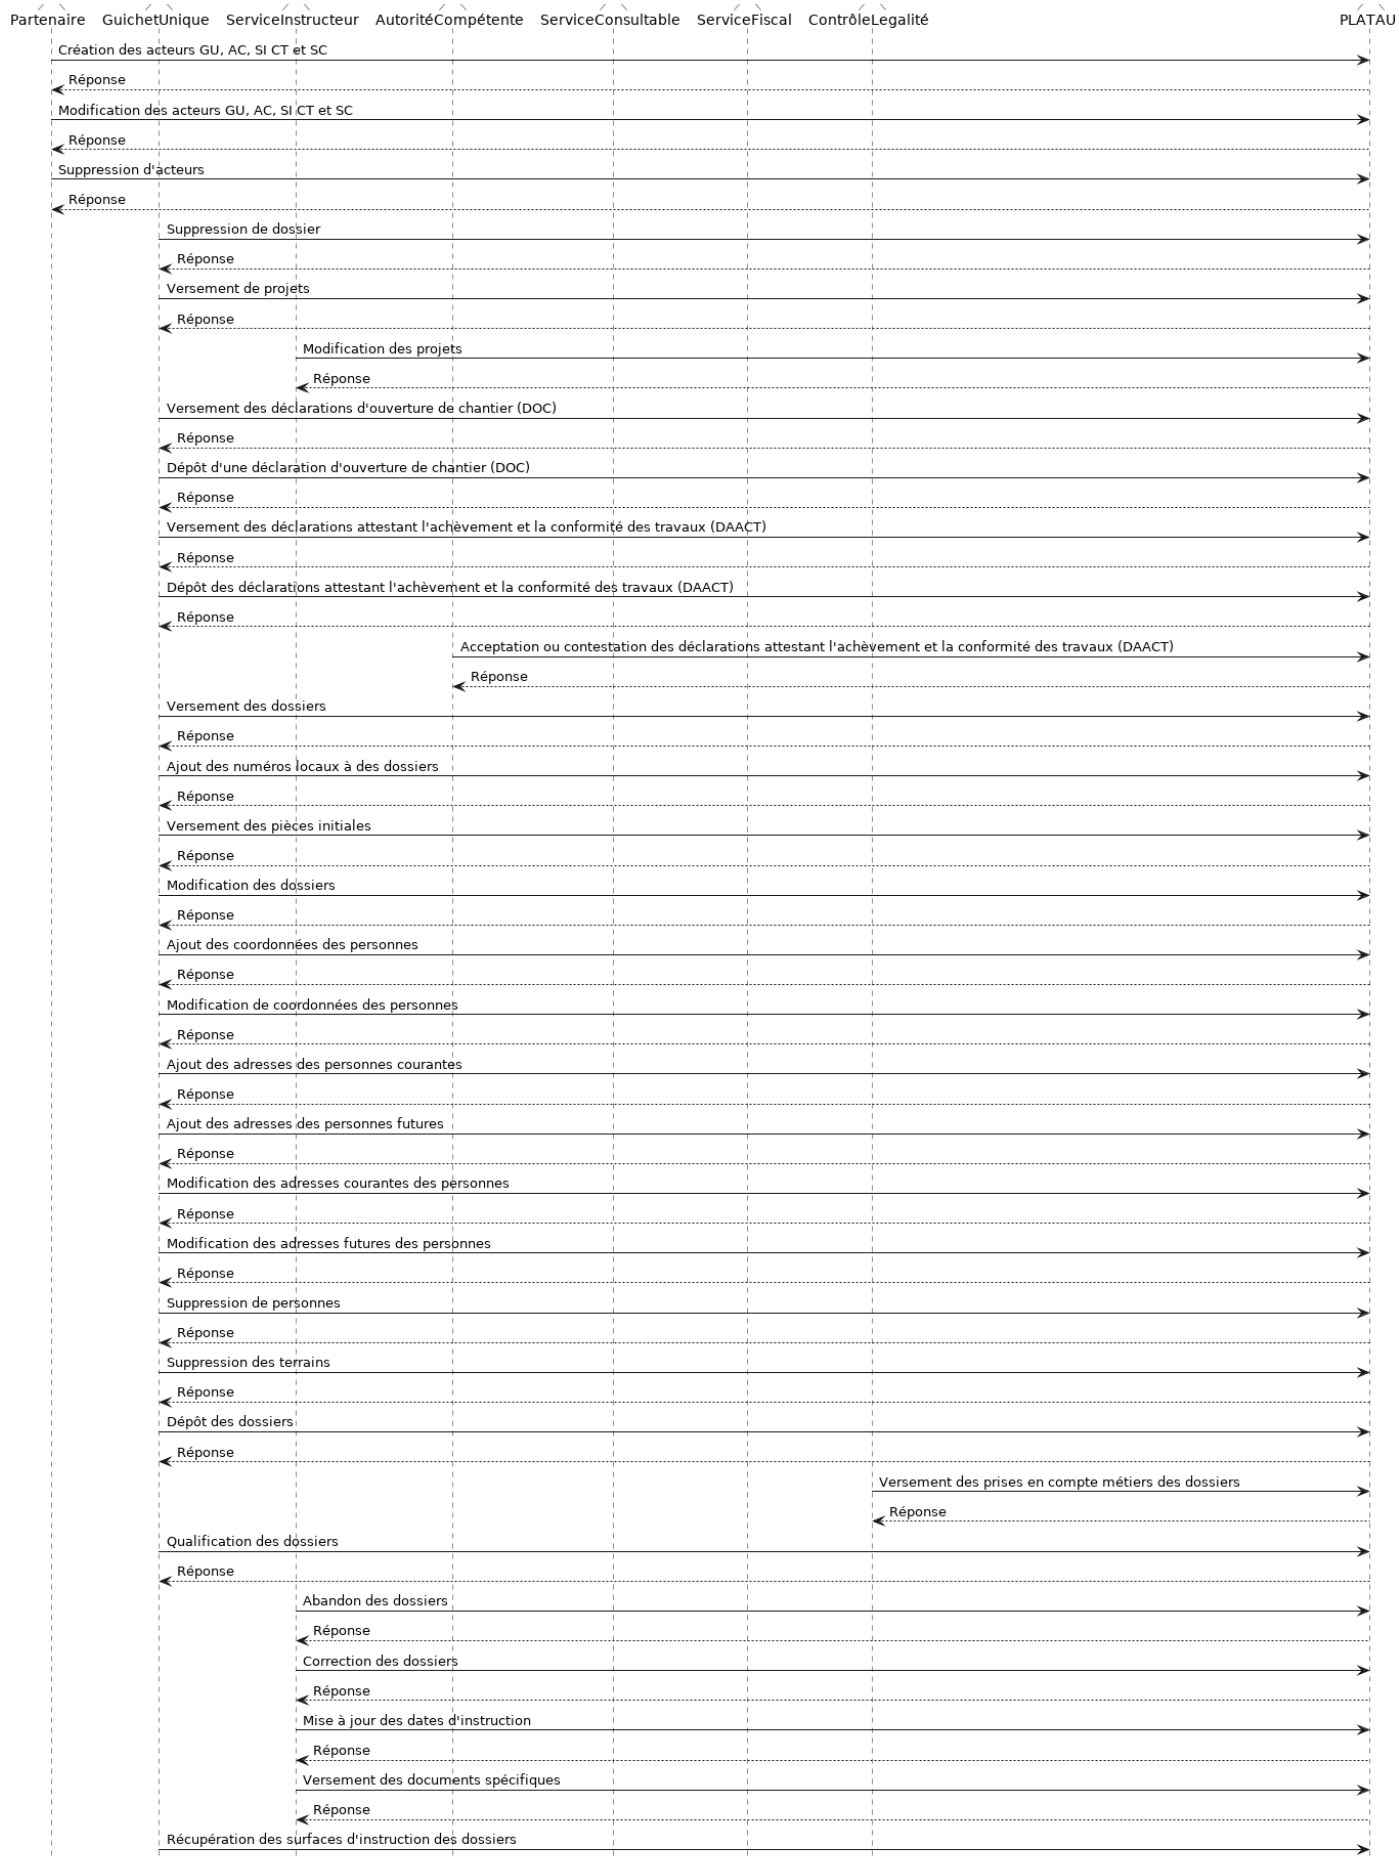 Partenaire GuichetUnique ServiceInstructeur AutoritéCompétente ServiceConsultable ServiceFiscal ContrôleLegalité PLATAU
Création des acteurs GU, AC, SI CT et SC
Réponse
Modification des acteurs GU, AC, SI CT et SC
Réponse
Suppression d'acteurs
Réponse
Suppression de dossier
Réponse
Versement de projets
Réponse
Modification des projets
Réponse
Versement des déclarations d'ouverture de chantier (DOC)
Réponse
Dépôt d'une déclaration d'ouverture de chantier (DOC)
Réponse
Versement des déclarations attestant l'achèvement et la conformité des travaux (DAACT)
Réponse
Dépôt des déclarations attestant l'achèvement et la conformité des travaux (DAACT)
Réponse
Acceptation ou contestation des déclarations attestant l'achèvement et la conformité des travaux (DAACT)
Réponse
Versement des dossiers
Réponse
Ajout des numéros locaux à des dossiers
Réponse
Versement des pièces initiales
Réponse
Modification des dossiers
Réponse
Ajout des coordonnées des personnes
Réponse
Modification de coordonnées des personnes
Réponse
Ajout des adresses des personnes courantes
Réponse
Ajout des adresses des personnes futures
Réponse
Modification des adresses courantes des personnes
Réponse
Modification des adresses futures des personnes
Réponse
Suppression de personnes
Réponse
Suppression des terrains
Réponse
Dépôt des dossiers
Réponse
Versement des prises en compte métiers des dossiers
Réponse
Qualification des dossiers
Réponse
Abandon des dossiers
Réponse
Correction des dossiers
Réponse
Mise à jour des dates d'instruction
Réponse
Versement des documents spécifiques
Réponse
Récupération des surfaces d'instruction des dossiers